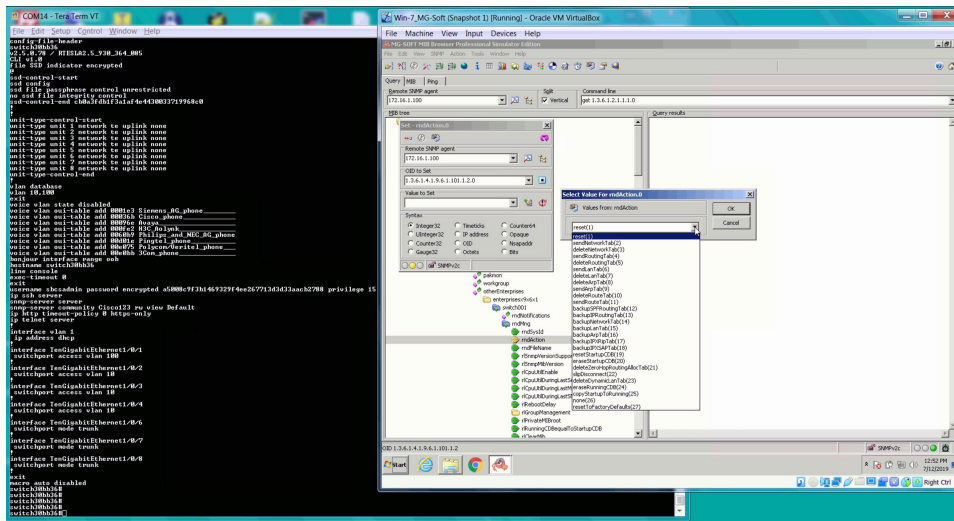 COM14 - Tera Term VT
File Edit Setup Control Window Help
config-file-header
switch30bb36
v2.5.0.78 / RTESLA2.5_930_364_085
CLI v1.0
file SSD indicator encrypted
@
ssd-control-start
ssd config
ssd file passphrase control unrestricted
no ssd file integrity control
ssd-control-end cb0a3fdb1f3a1af4e4430033719968c0
!
!
unit-type-control-start
unit-type unit 1 network te uplink none
unit-type unit 2 network te uplink none
unit-type unit 3 network te uplink none
unit-type unit 4 network te uplink none
unit-type unit 5 network te uplink none
unit-type unit 6 network te uplink none
unit-type unit 7 network te uplink none
unit-type unit 8 network te uplink none
unit-type-control-end
!
vlan database
vlan 10,100
exit
voice vlan state disabled
voice vlan oui-table add 0001e3 Siemens_AG_phone________
voice vlan oui-table add 00036b Cisco_phone_____________
voice vlan oui-table add 00096e Avaya___________________
voice vlan oui-table add 000fe2 H3C_Aolynk______________
voice vlan oui-table add 0060b9 Philips_and_NEC_AG_phone
voice vlan oui-table add 00d01e Pingtel_phone___________
voice vlan oui-table add 00e075 Polycom/Veritel_phone___
voice vlan oui-table add 00e0bb 3Com_phone______________
bonjour interface range oob
hostname switch30bb36
line console
exec-timeout 0
exit
username sbcsadmin password encrypted privilege 15
ip ssh server
snmp-server server
snmp-server community Cisco123 rw view Default
ip http timeout-policy 0 https-only
ip telnet server
!
interface vlan 1
ip address dhcp
!
interface TenGigabitEthernet1/0/1
switchport access vlan 100
!
interface TenGigabitEthernet1/0/2
switchport access vlan 10
!
interface TenGigabitEthernet1/0/3
switchport access vlan 10
!
interface TenGigabitEthernet1/0/4
switchport access vlan 10
!
interface TenGigabitEthernet1/0/6
switchport mode trunk
!
interface TenGigabitEthernet1/0/7
switchport mode trunk
!
interface TenGigabitEthernet1/0/8
switchport mode trunk
!
exit
macro auto disabled
switch30bb36#
switch30bb36#
switch30bb36#
switch30bb36#
switch30bb36#
Win-7_MG-Soft (Snapshot 1) [Running] - Oracle VM VirtualBox
File Machine View Input Devices Help
MG-SOFT MIB Browser Professional Simulator Edition
File Edit View SNMP Action Tools Window Help
Query MIB Ping
Remote SNMP agent
Split
Command line
172.16.1.100
Vertical
get 1.3.6.1.2.1.1.1.0
MIB tree
Query results
Set - rndAction.0
Remote SNMP agent
172.16.1.100
OID to Set
1.3.6.1.4.1.9.6.1.101.1.2.0
Value to Set
Syntax
Integer32 Timeticks Counter64
UInteger32 IP address Opaque
Counter32 OID Nsapaddr
Gauge32 Octets Bits
SNMPv2c
Select Value For rndAction.0
Values from: rndAction
OK
Cancel
reset(1)
reset(1)
sendNetworkTab(2)
deleteNetworkTab(3)
sendRoutingTab(4)
deleteRoutingTab(5)
sendLanTab(6)
deleteLanTab(7)
deleteArpTab(8)
sendArpTab(9)
deleteRouteTab(10)
sendRouteTab(11)
backupSPFRoutingTab(12)
backupIPRoutingTab(13)
backupNetworkTab(14)
backupLanTab(15)
backupArpTab(16)
backupIPXRipTab(17)
backupIPXSAPTab(18)
resetStartupCDB(19)
eraseStartupCDB(20)
deleteZeroHopRoutingAllocTab(21)
slipDisconnect(22)
deleteDynamicLanTab(23)
eraseRunningCDB(24)
copyStartupToRunning(25)
none(26)
resetToFactoryDefaults(27)
pakmon
workgroup
otherEnterprises
enterprisesx9x6x1
switch001
rndNotifications
rndMng
rndSysId
rndAction
rndFileName
rlSnmpVersionSuppor
rlSnmpMibVersion
rlCpuUtilEnable
rlCpuUtilDuringLastS
rlCpuUtilDuringLastM
rlCpuUtilDuringLast5
rlRebootDelay
rlGroupManagement
rlPrivateMIBroot
rlRunningCDBequalToStartupCDB
rlClearMib
OID 1.3.6.1.4.1.9.6.1.101.1.2
SNMPv2c
Start
12:52 PM
7/12/2019
Right Ctrl